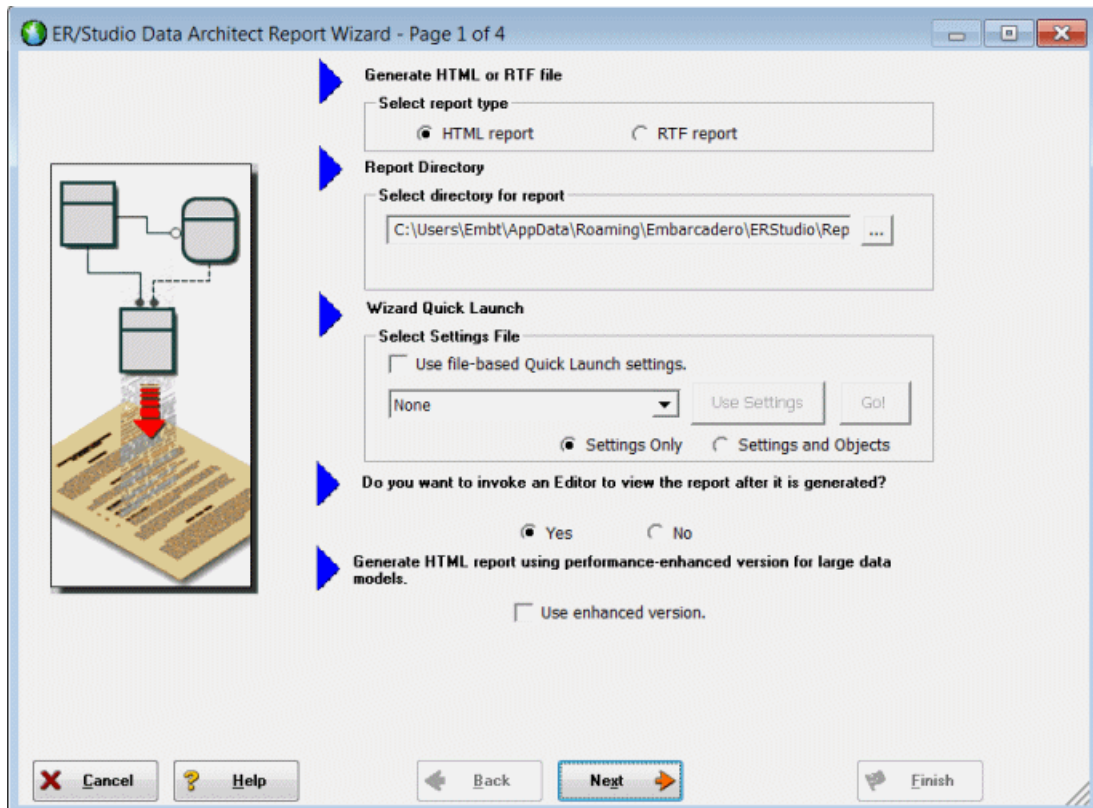 ER/Studio Data Architect Report Wizard - Page 1 of 4
Generate HTML or RTF file
Select report type
HTML report
RTF report
Report Directory
Select directory for report
C:\Users\Embt\AppData\Roaming\Embarcadero\ERStudio\Rep
...
Wizard Quick Launch
Select Settings File
Use file-based Quick Launch settings.
None
Use Settings
Go!
Settings Only
Settings and Objects
Do you want to invoke an Editor to view the report after it is generated?
Yes
No
Generate HTML report using performance-enhanced version for large data
models.
Use enhanced version.
Cancel
? Help
Back
Next
Finish